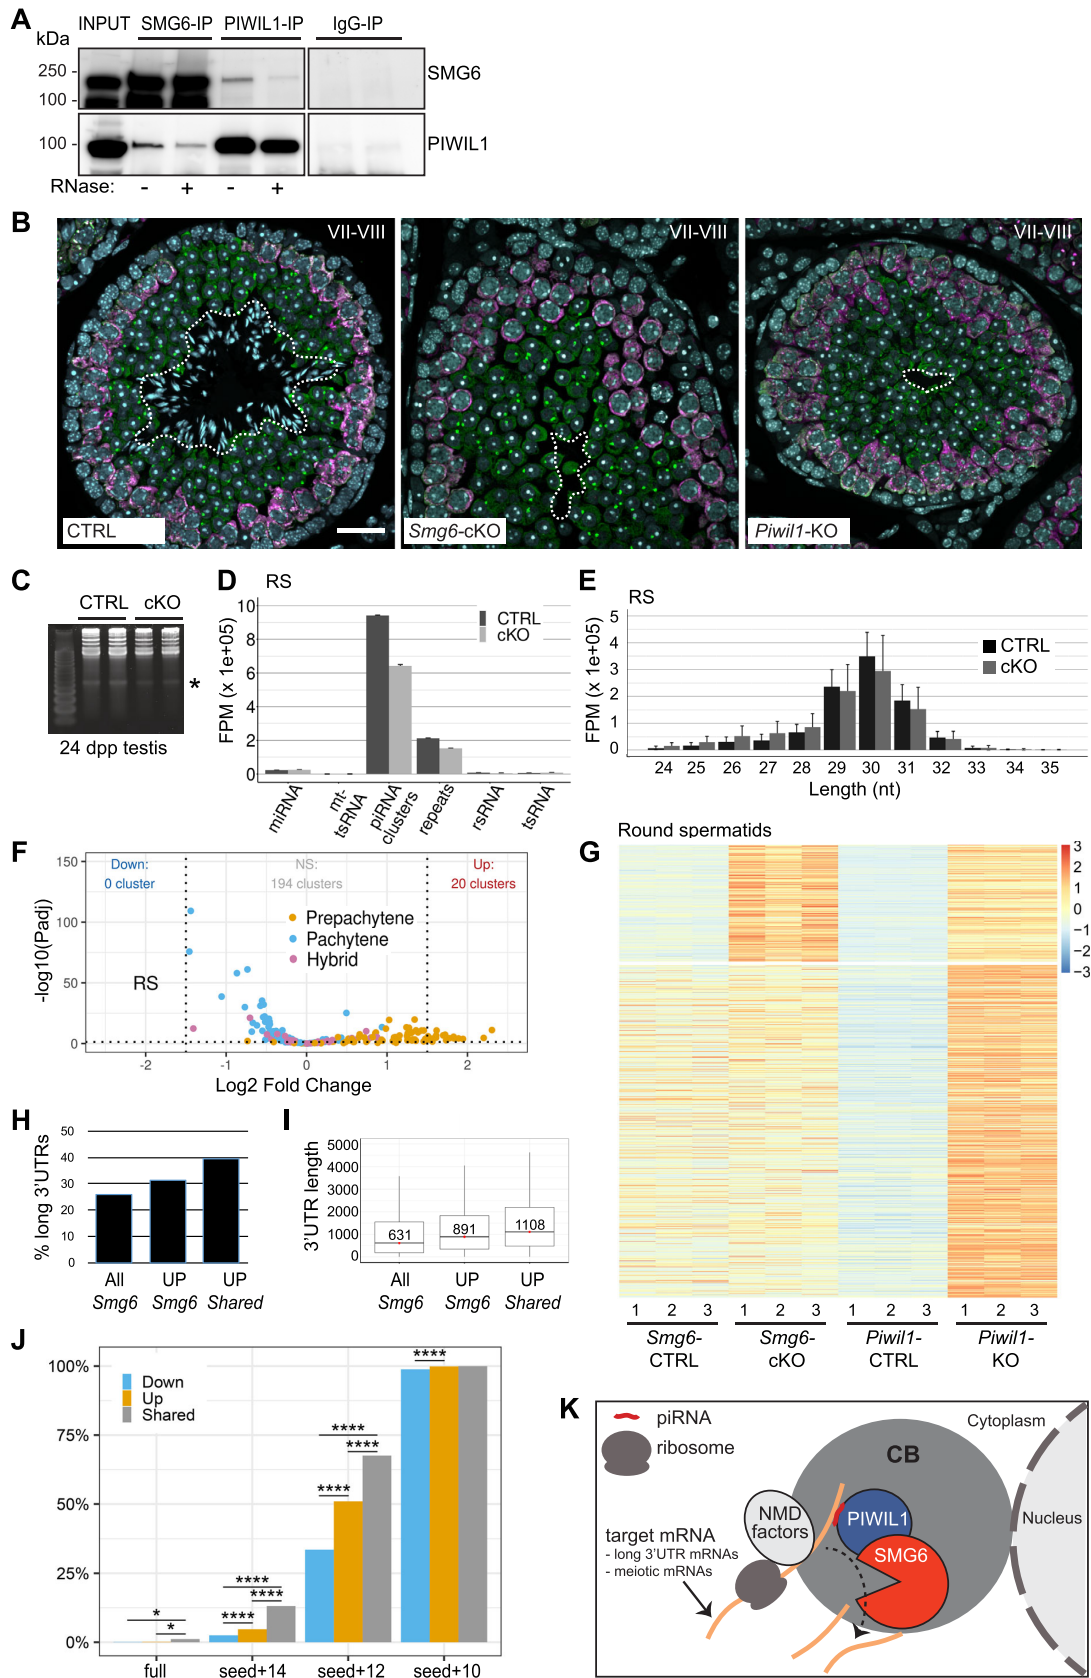 A
INPUT SMG6-IP PIWIL1-IP IgG-IP
kDa
250 -
100 -
SMG6
100 -
PIWIL1
RNase: - + - +
B
VII-VIII
VII-VIII
VII-VIII
CTRL
Smg6-cKO
Piwil1-KO
C
CTRL cKO
*
24 dpp testis
D
RS
FPM (x 1e+05)
10
8
6
4
2
0
CTRL
cKO
miRNA
mt-
tsRNA
piRNA
clusters
repeats
rsRNA
tsRNA
E
RS
FPM (x 1e+05)
5
4
3
2
1
0
CTRL
cKO
24 25 26 27 28 29 30 31 32 33 34 35
Length (nt)
F
-log10(Padj)
150
100
50
0
Down:
0 cluster
NS:
194 clusters
Up:
20 clusters
Prepachytene
Pachytene
Hybrid
RS
-2 -1 0 1 2
Log2 Fold Change
G
Round spermatids
3
2
1
0
−1
−2
−3
1 2 3 1 2 3 1 2 3 1 2 3
Smg6-
CTRL
Smg6-
cKO
Piwil1-
CTRL
Piwil1-
KO
H
% long 3'UTRs
50
40
30
20
10
0
All
Smg6
UP
Smg6
UP
Shared
I
3'UTR length
5000
4000
3000
2000
1000
0
631
891
1108
All
Smg6
UP
Smg6
UP
Shared
J
100%
75%
50%
25%
0%
Down
Up
Shared
*
*
****
****
****
****
****
****
****
full seed+14 seed+12 seed+10
K
piRNA
ribosome
Cytoplasm
CB
Nucleus
NMD
factors
PIWIL1
SMG6
target mRNA
- long 3'UTR mRNAs
- meiotic mRNAs